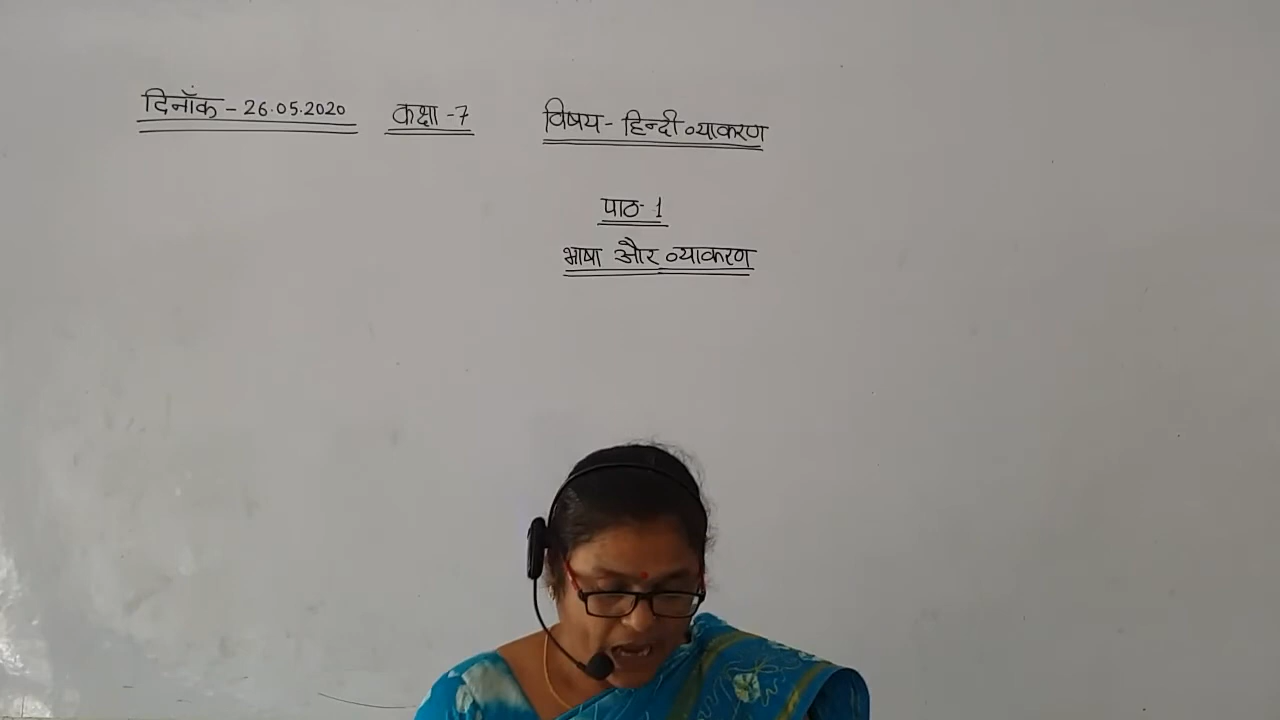 दिनाँक - 26.05.2020 कक्षा - 7 विषय - हिन्दी व्याकरण
पाठ - 1
भाषा और व्याकरण